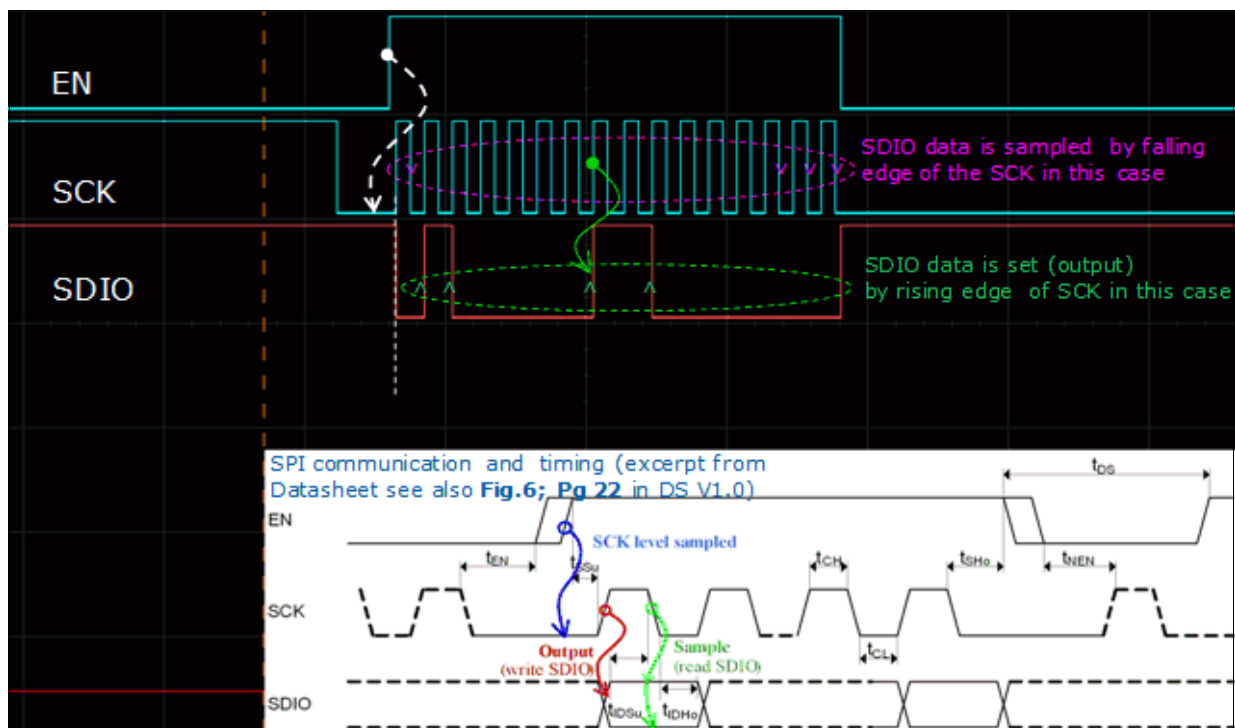 EN
SCK
SDIO data is sampled by falling
edge of the SCK in this case
SDIO
SDIO data is set (output)
by rising edge of SCK in this case
SPI communication and timing (excerpt from
Datasheet see also Fig.6; Pg 22 in DS V1.0)
tDS
EN
SCK level sampled
tEN
tSSu
tCH
tSHo
tNEN
SCK
Output
(write SDIO)
Sample
(read SDIO)
tCL
SDIO
tIDSu
tIDHo